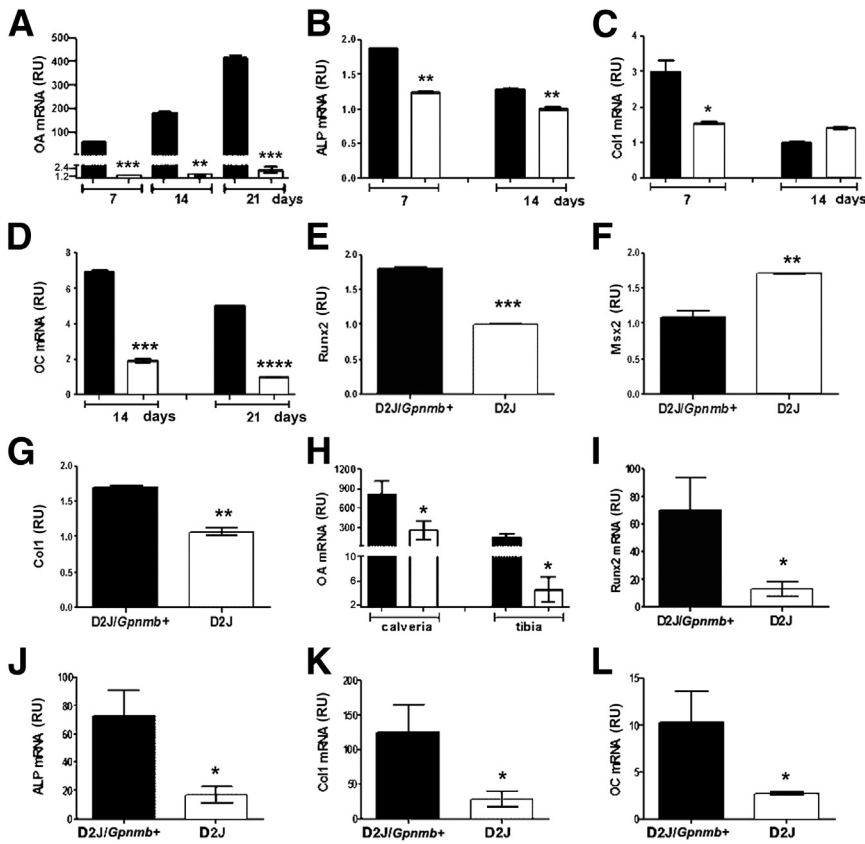 A
OA mRNA (RU)
500
400
300
200
100
2.4
1.2
***
**
***
7
14
21
days
B
ALP mRNA (RU)
2.0
1.5
1.0
0.5
0.0
**
**
7
14
days
C
Col1 mRNA (RU)
4
3
2
1
0
*
7
14
days
D
OC mRNA (RU)
8
6
4
2
0
***
****
14
days
21
days
E
Runx2 (RU)
2.0
1.5
1.0
0.5
0.0
***
D2J/Gpnmb+
D2J
F
Msx2 (RU)
2.0
1.5
1.0
0.5
0.0
**
D2J/Gpnmb+
D2J
G
Col1 (RU)
2.0
1.5
1.0
0.5
0.0
**
D2J/Gpnmb+
D2J
H
OA mRNA (RU)
1200
900
600
300
10
6
2
*
*
calveria
tibia
I
Runx2 mRNA (RU)
100
80
60
40
20
0
*
D2J/Gpnmb+
D2J
J
ALP mRNA (RU)
100
80
60
40
20
0
*
D2J/Gpnmb+
D2J
K
Col1 mRNA (RU)
200
150
100
50
0
*
D2J/Gpnmb+
D2J
L
OC mRNA (RU)
15
10
5
0
*
D2J/Gpnmb+
D2J